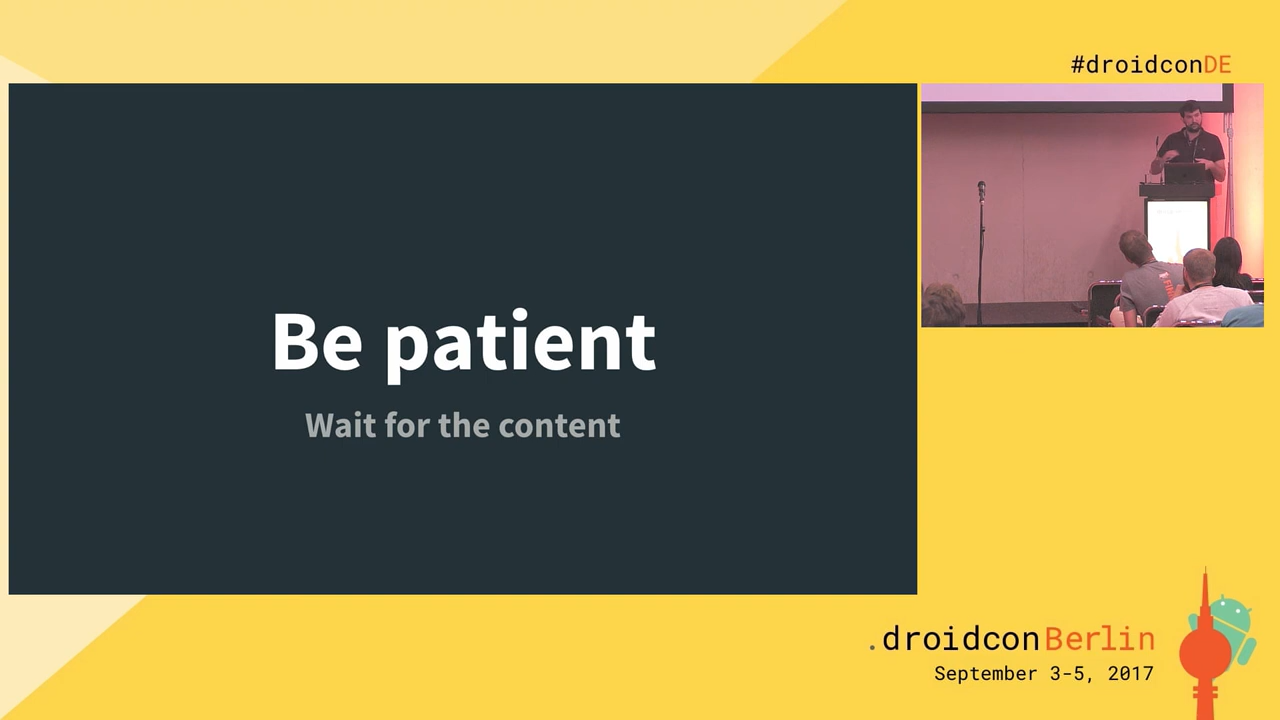 #droidconDE
Be patient
Wait for the content
.droidconBerlin
September 3-5, 2017